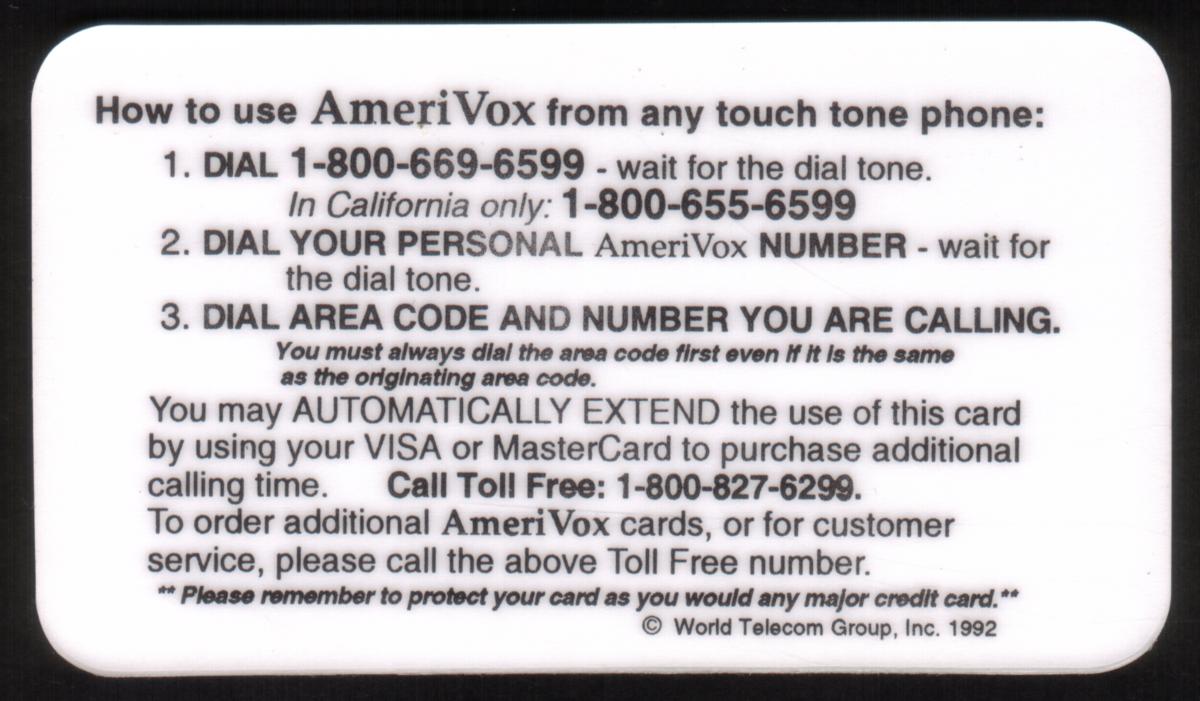 How to use AmeriVox from any touch tone phone:
1. DIAL 1-800-669-6599 - wait for the dial tone.
In California only: 1-800-655-6599
2. DIAL YOUR PERSONAL AmeriVox NUMBER - wait for
the dial tone.
3. DIAL AREA CODE AND NUMBER YOU ARE CALLING.
You must always dial the area code first even if it is the same
as the originating area code.
You may AUTOMATICALLY EXTEND the use of this card
by using your VISA or MasterCard to purchase additional
calling time. Call Toll Free: 1-800-827-6299.
To order additional AmeriVox cards, or for customer
service, please call the above Toll Free number.
** Please remember to protect your card as you would any major credit card.**
© World Telecom Group, Inc. 1992